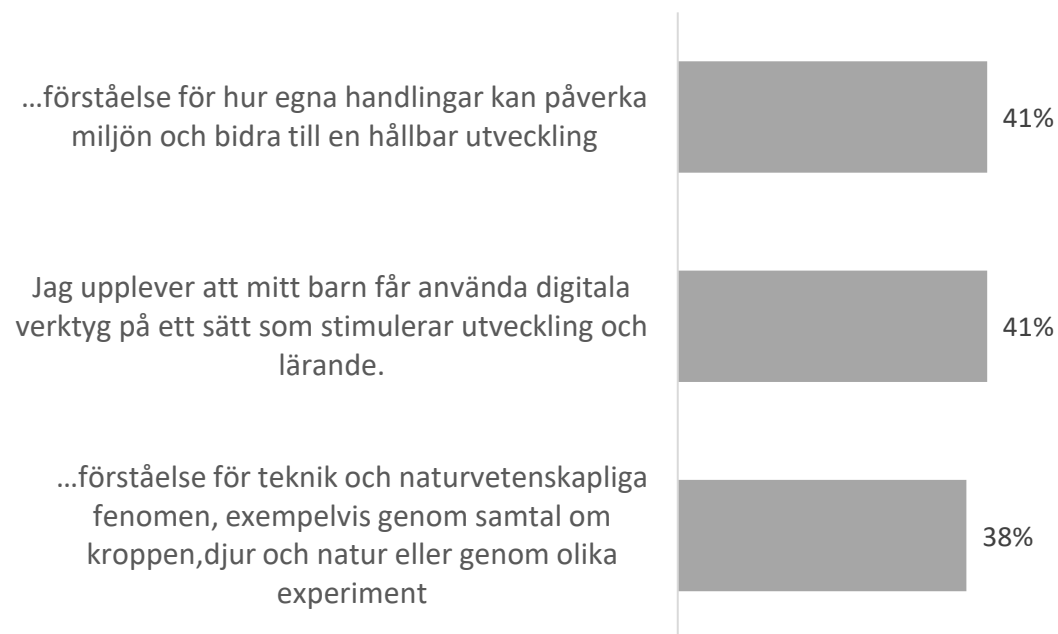 …förståelse för hur egna handlingar kan påverka
miljön och bidra till en hållbar utveckling
41%
Jag upplever att mitt barn får använda digitala
verktyg på ett sätt som stimulerar utveckling och
lärande.
41%
…förståelse för teknik och naturvetenskapliga
fenomen, exempelvis genom samtal om
kroppen,djur och natur eller genom olika
experiment
38%